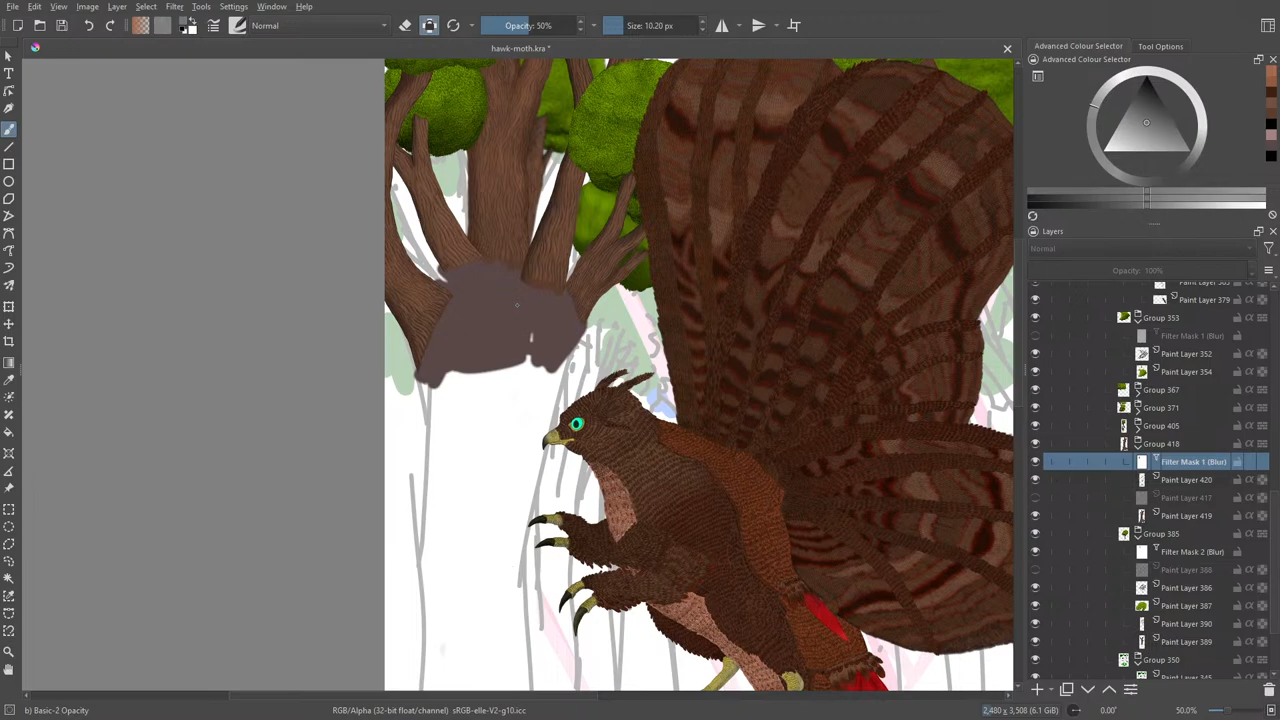 File Edit View Image Layer Select Filter Tools Settings Window Help
Normal
Opacity: 50%
Size: 10.20 px
hawk-moth.kra *
Advanced Colour Selector Tool Options
Advanced Colour Selector
Layers
Normal
Opacity: 100%
Paint Layer 379
Group 353
Filter Mask 1 (Blur)
Paint Layer 352
Paint Layer 354
Group 367
Group 371
Group 405
Group 418
Filter Mask 1 (Blur)
Paint Layer 420
Paint Layer 417
Paint Layer 419
Group 385
Filter Mask 2 (Blur)
Paint Layer 388
Paint Layer 386
Paint Layer 387
Paint Layer 390
Paint Layer 389
Group 350
b) Basic-2 Opacity
RGB/Alpha (32-bit float/channel) sRGB-elle-V2-g10.icc
2,480 x 3,508 (6.1 GiB)
0.00°
50.0%